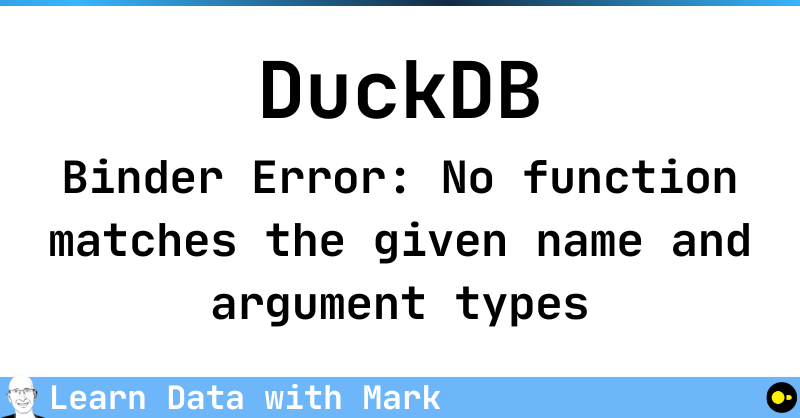 DuckDB
Binder Error: No function
matches the given name and
argument types
Learn Data with Mark